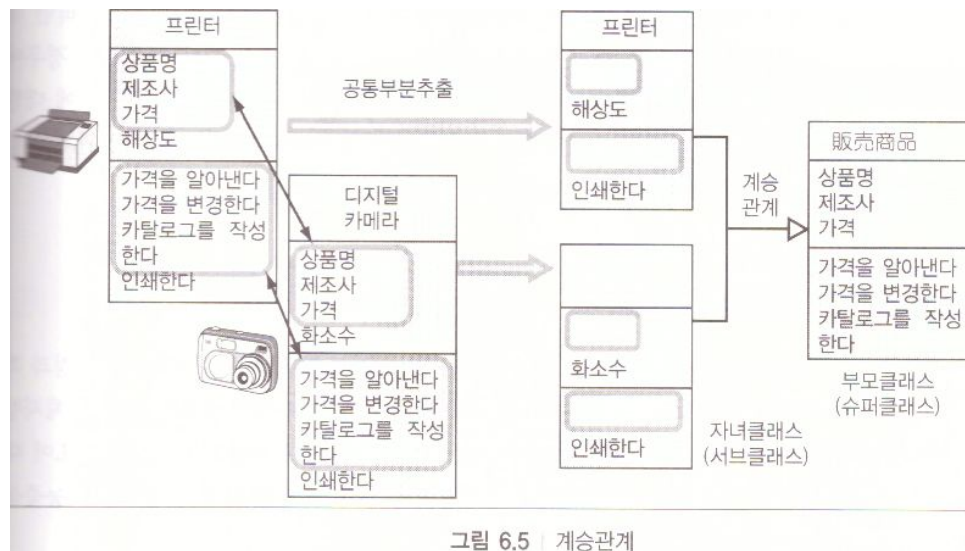 프린터
상품명
제조사
가격
해상도
가격을 알아낸다
가격을 변경한다
카탈로그를 작성
한다
인쇄한다
디지털
카메라
상품명
제조사
가격
화소수
가격을 알아낸다
가격을 변경한다
카탈로그를 작성
한다
인쇄한다
공통부분추출
프린터
해상도
인쇄한다
화소수
인쇄한다
자녀클래스
(서브클래스)
계승
관계
販売商品
상품명
제조사
가격
가격을 알아낸다
가격을 변경한다
카탈로그를 작성
한다
부모클래스
(슈퍼클래스)
그림 6.5 | 계승관계